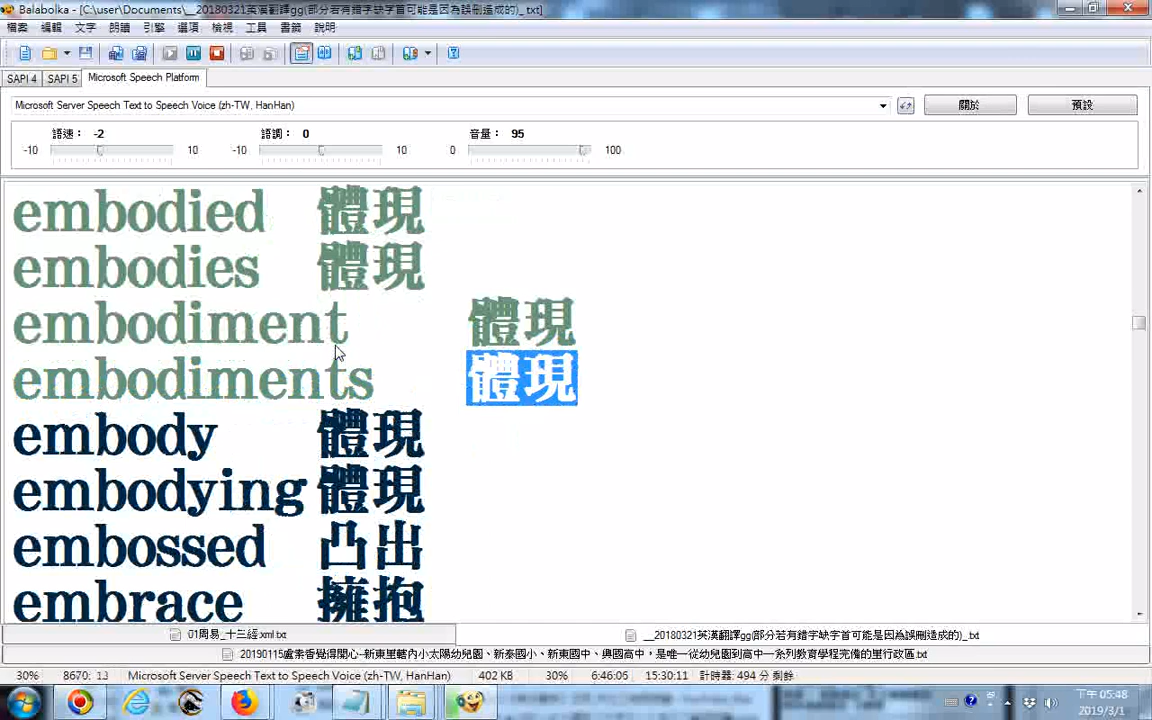 Balabolka - [C:\user\Documents\__20180321英漢翻譯gg(部分若有錯字缺字首可能是因為誤刪造成的)_.txt]
檔案 編輯 文字 朗讀 引擎 選項 檢視 工具 書籤 說明
SAPI 4 SAPI 5 Microsoft Speech Platform
Microsoft Server Speech Text to Speech Voice (zh-TW, HanHan) 關於 預設
語速： -2 語調： 0 音量： 95
-10 10 -10 10 0 100
embodied 體現
embodies 體現
embodiment 體現
embodiments 體現
embody 體現
embodying 體現
embossed 凸出
embrace 擁抱
01周易_十三經.xml.txt __20180321英漢翻譯gg(部分若有錯字缺字首可能是因為誤刪造成的)_.txt
20190115盧素香覺得開心--新東里轄內小太陽幼兒園、新泰國小、新東國中、興國高中，是唯一從幼兒園到高中一系列教育學程完備的里行政區.txt
30% 8670: 13 Microsoft Server Speech Text to Speech Voice (zh-TW, HanHan) 402 KB 30% 6:46:06 15:30:11 計時器: 494 分 剩餘
下午 05:48
2019/3/1